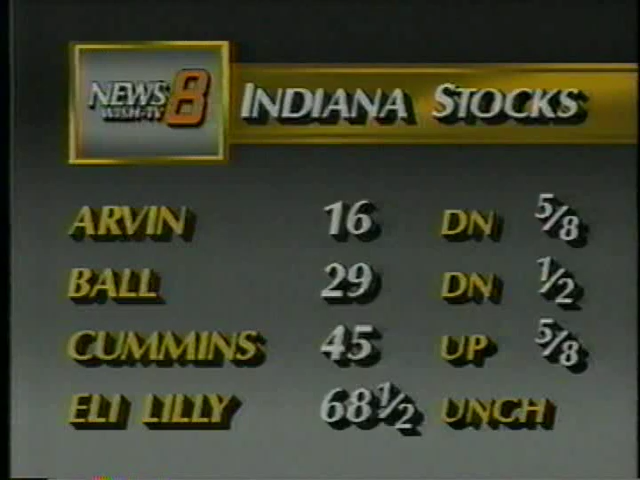 NEWS 8 INDIANA STOCKS
WISH-TV
ARVIN 16 DN 5/8
BALL 29 DN 1/2
CUMMINS 45 UP 5/8
ELI LILLY 68 1/2 UNCH